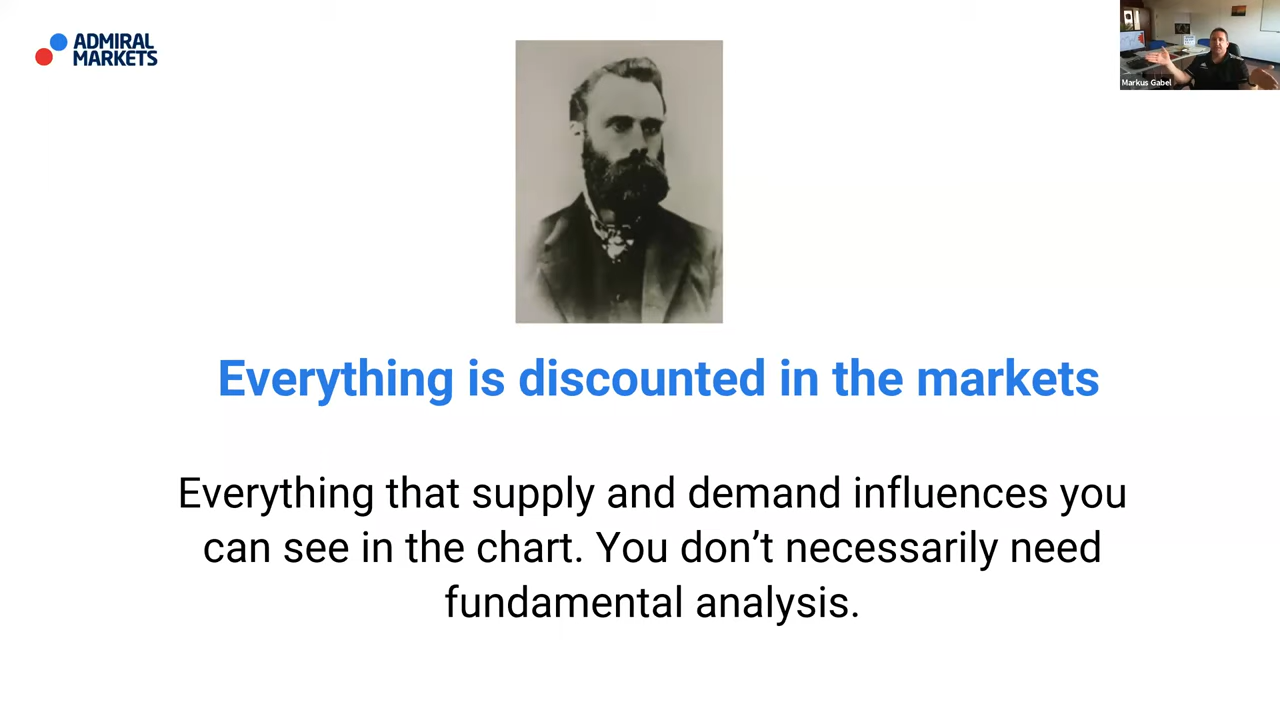 ADMIRAL
MARKETS
Markus Gabel
Everything is discounted in the markets
Everything that supply and demand influences you
can see in the chart. You don’t necessarily need
fundamental analysis.